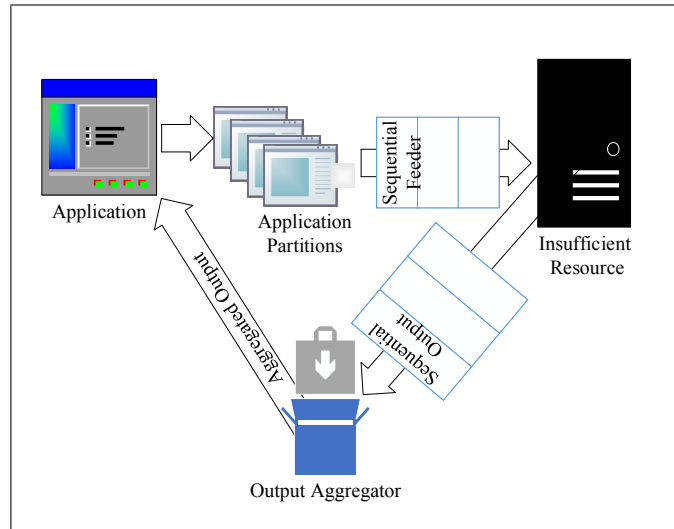 Application
Application
Partitions
Sequential
Feeder
Insufficient
Resource
Sequential
Output
Aggregated Output
Output Aggregator